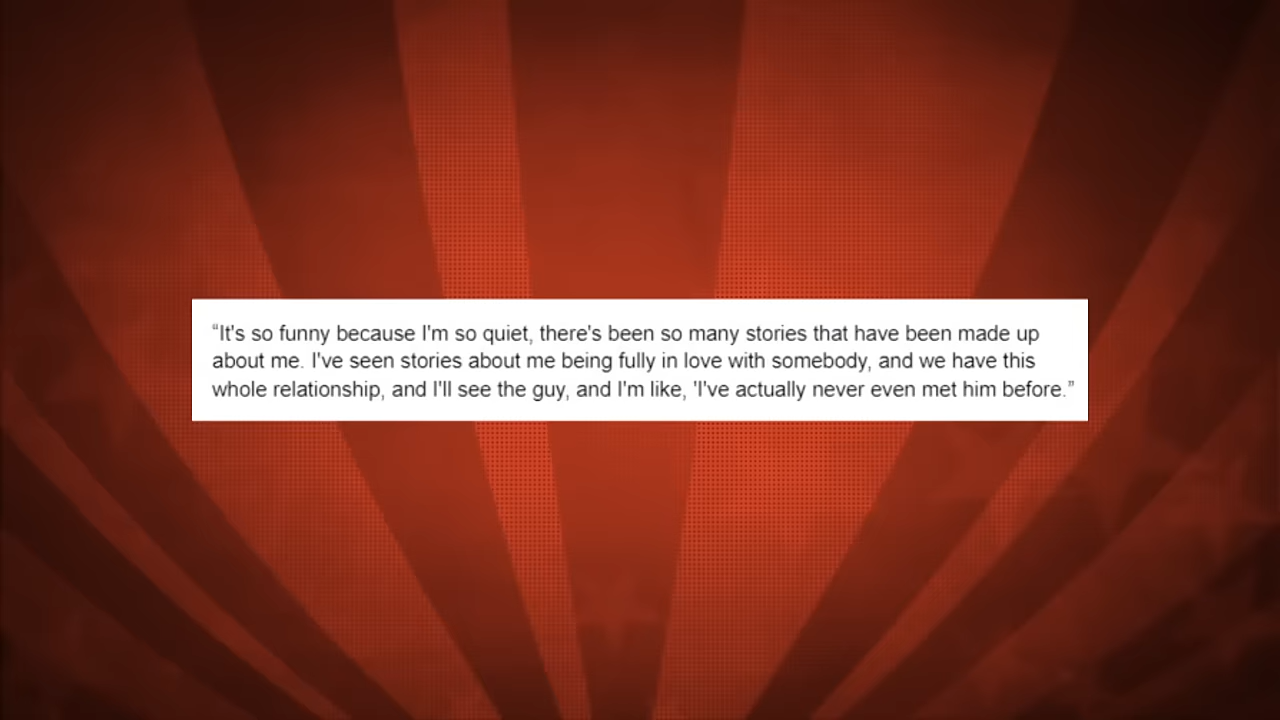 “It's so funny because I'm so quiet, there's been so many stories that have been made up
about me. I've seen stories about me being fully in love with somebody, and we have this
whole relationship, and I'll see the guy, and I'm like, 'I've actually never even met him before.”